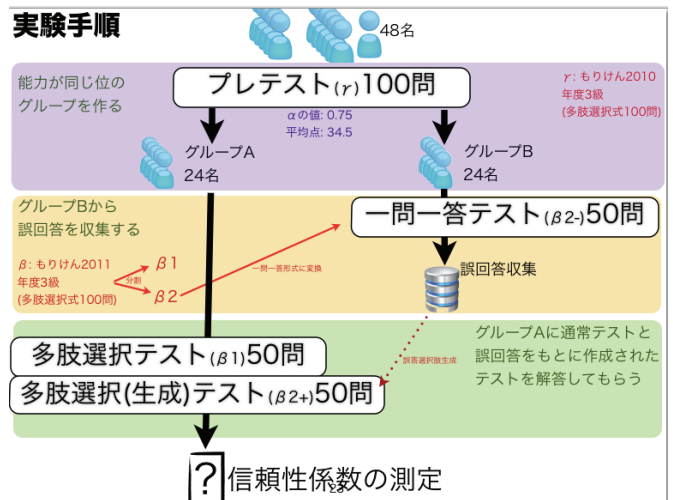 実験手順
48名
能力が同じ位の
グループを作る
プレテスト(γ)100問
γ: もりけん2010
年度3級
(多肢選択式100問)
αの値: 0.75
平均点: 34.5
グループA
24名
グループB
24名
グループBから
誤回答を収集する
一問一答テスト(β2-)50問
β: もりけん2011
年度3級
(多肢選択式100問)
分割
β1
β2
一問一答形式に変換
誤回答収集
グループAに通常テストと
誤回答をもとに作成された
テストを解答してもらう
誤答選択肢生成
多肢選択テスト(β1)50問
多肢選択(生成)テスト(β2+)50問
?
信頼性係数の測定